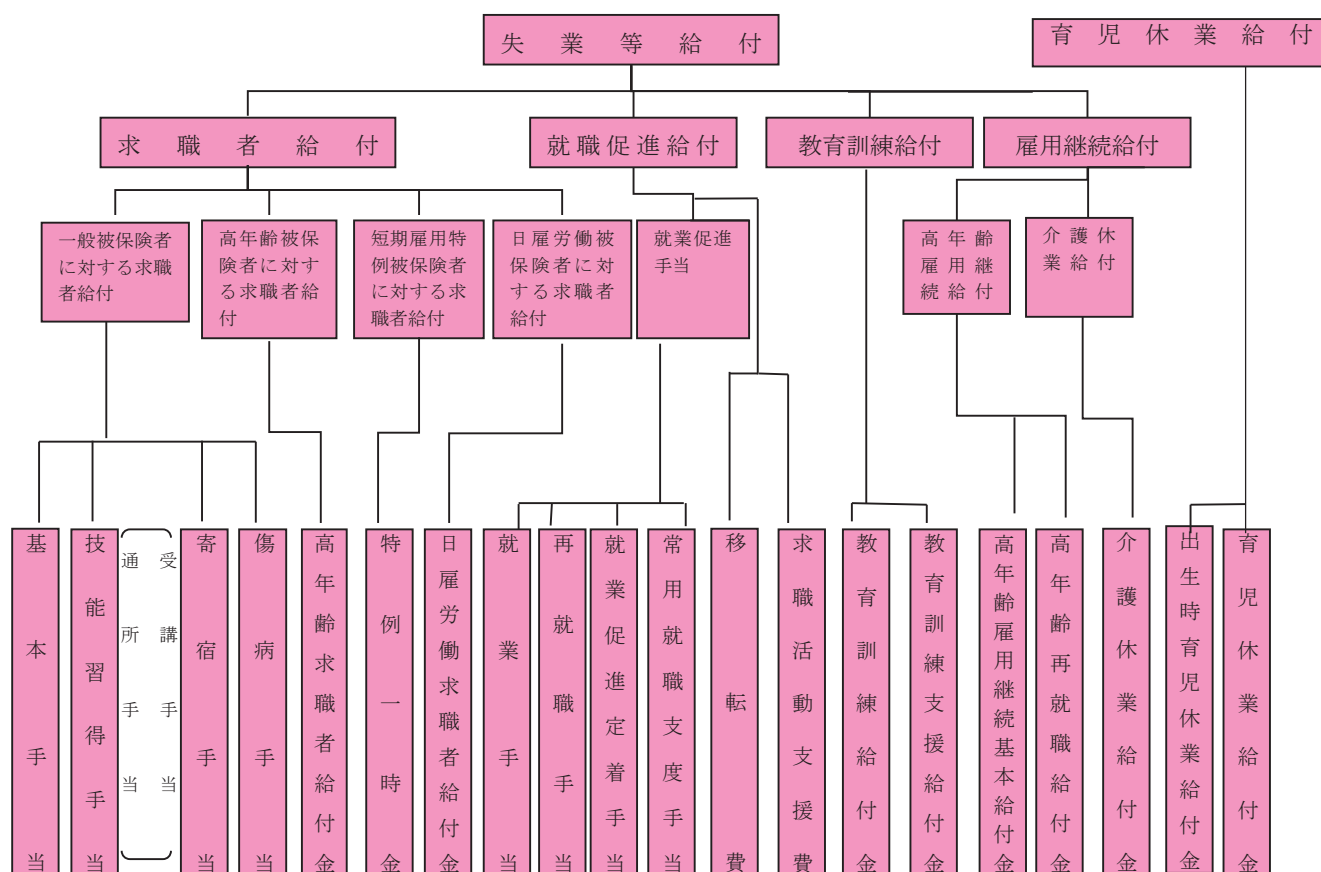 失業等給付
育児休業給付
求職者給付
就職促進給付
教育訓練給付
雇用継続給付
一般被保険者
に対する求職
者給付
高年齢被保
険者に対す
る求職者給
付
短期雇用特
例被保険者
に対する求
職者給付
日雇労働被
保険者に対
する求職者
給付
就業促進
手当
高年齢
雇用継
続給付
介護休
業給付
基本手当
技能習得手当
受講手当
通所手当
寄宿手当
傷病手当
高年齢求職者給付金
特例一時金
日雇労働求職者給付金
就業手当
再就職手当
就業促進定着手当
常用就職支度手当
移転費
求職活動支援費
教育訓練給付金
教育訓練支援給付金
高年齢雇用継続基本給付金
高年齢再就職給付金
介護休業給付金
出生時育児休業給付金
育児休業給付金